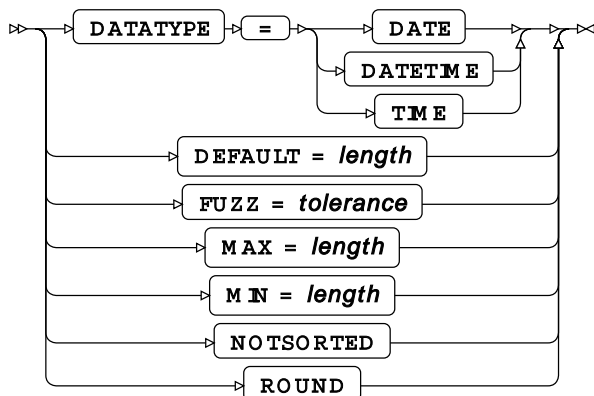 DATATYPE = DATE
DATETIME
TIME
DEFAULT = length
FUZZ = tolerance
MAX = length
MIN = length
NOTSORTED
ROUND